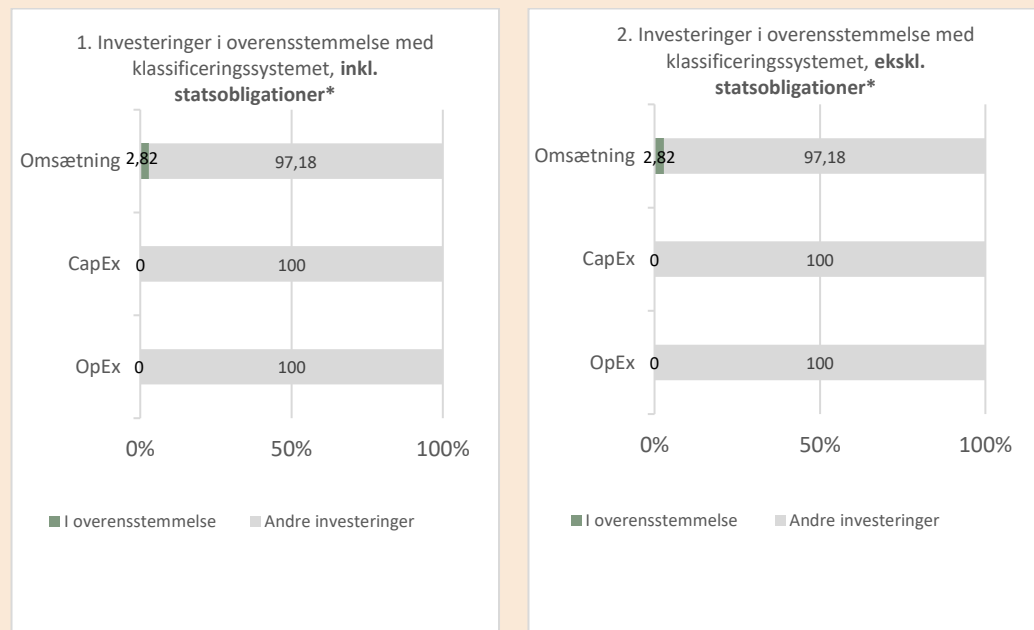 1. Investeringer i overensstemmelse med
klassificeringssystemet, inkl.
statsobligationer*
Omsætning 2,82 97,18
CapEx 0 100
OpEx 0 100
0% 50% 100%
I overensstemmelse Andre investeringer
2. Investeringer i overensstemmelse med
klassificeringssystemet, ekskl.
statsobligationer*
Omsætning 2,82 97,18
CapEx 0 100
OpEx 0 100
0% 50% 100%
I overensstemmelse Andre investeringer